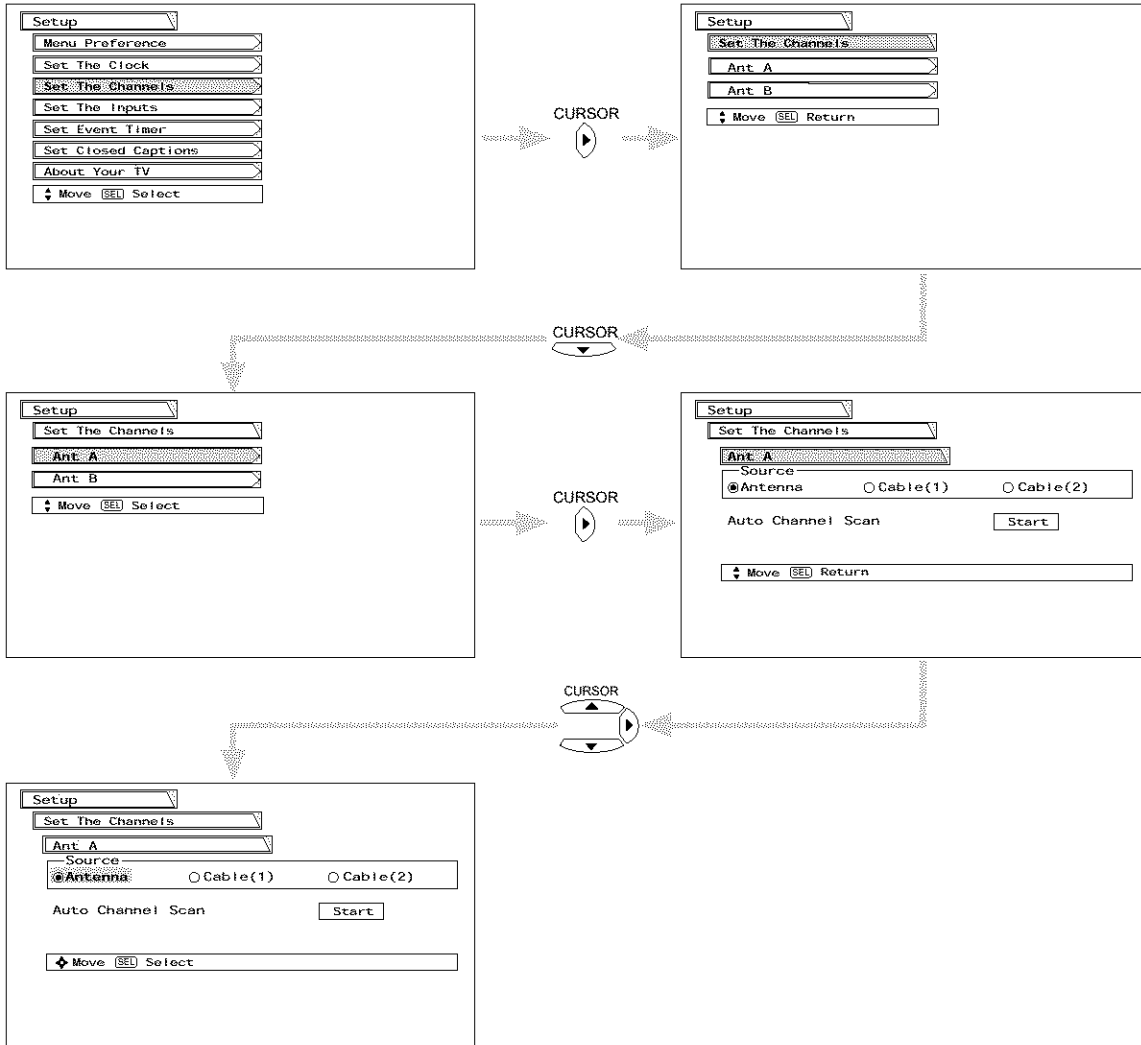 Setup
Menu Preference
Set The Clock
Set The Channels
Set The Inputs
Set Event Timer
Set Closed Captions
About Your TV
Move SEL Select
CURSOR
Setup
Set The Channels
Ant A
Ant B
Move SEL Return
CURSOR
Setup
Set The Channels
Ant A
Ant B
Move SEL Select
CURSOR
Setup
Set The Channels
Ant A
Source
Antenna Cable(1) Cable(2)
Auto Channel Scan Start
Move SEL Return
CURSOR
Setup
Set The Channels
Ant A
Source
Antenna Cable(1) Cable(2)
Auto Channel Scan Start
Move SEL Select